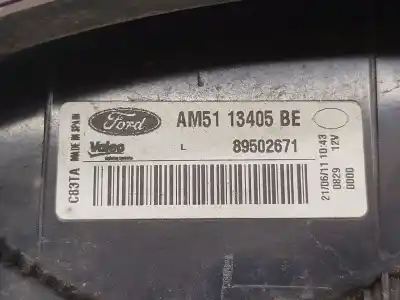 MADE IN SPAIN
C83TA
Ford
AM51 13405 BE
Valeo
L
89502671
21/06/11 10:43
0829 12V
0000